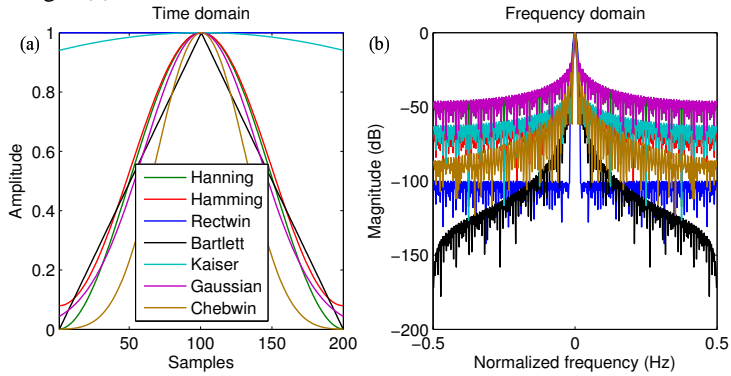 Time domain
(a)
1
0.8
0.6
0.4
0.2
0
Amplitude
50
100
150
200
Samples
Hanning
Hamming
Rectwin
Bartlett
Kaiser
Gaussian
Chebwin
Frequency domain
(b)
0
−50
−100
−150
−200
Magnitude (dB)
−0.5
0
0.5
Normalized frequency (Hz)